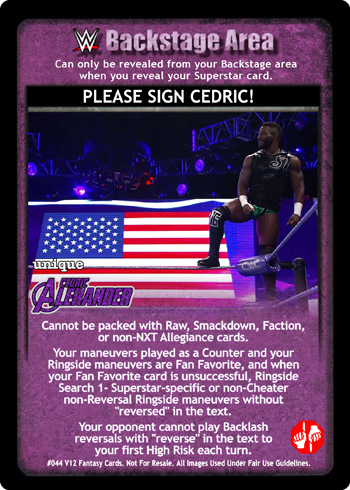 W Backstage Area
Can only be revealed from your Backstage area
when you reveal your Superstar card.
PLEASE SIGN CEDRIC!
unique
CEDRIC
ALEXANDER
Cannot be packed with Raw, Smackdown, Faction,
or non-NXT Allegiance cards.
Your maneuvers played as a Counter and your
Ringside maneuvers are Fan Favorite, and when
your Fan Favorite card is unsuccessful, Ringside
Search 1- Superstar-specific or non-Cheater
non-Reversal Ringside maneuvers without
"reversed" in the text.
Your opponent cannot play Backlash
reversals with "reverse" in the text to
your first High Risk each turn.
#044 V12 Fantasy Cards. Not For Resale. All Images Used Under Fair Use Guidelines.